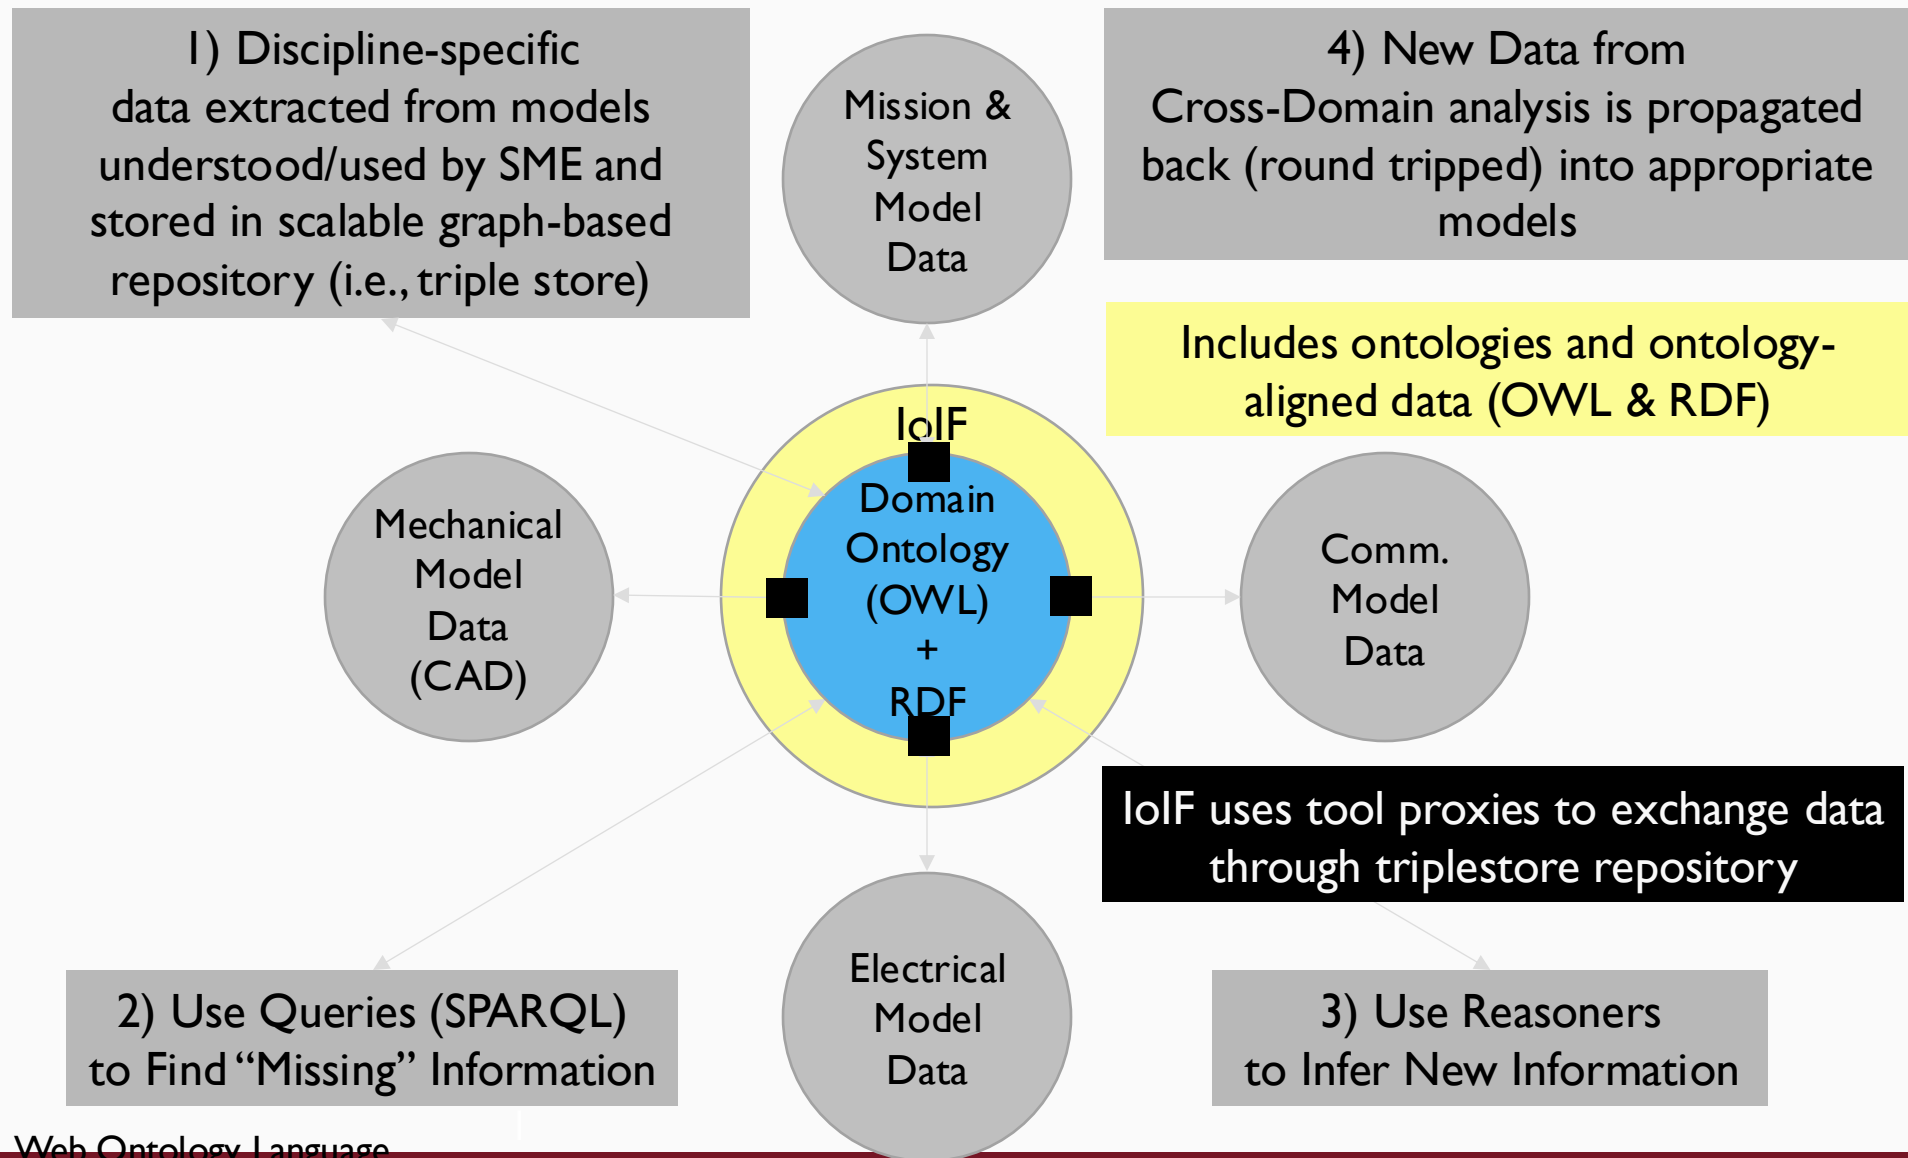 1) Discipline-specific
data extracted from models
understood/used by SME and
stored in scalable graph-based
repository (i.e., triple store)
Mission &
System
Model
Data
4) New Data from
Cross-Domain analysis is propagated
back (round tripped) into appropriate
models
Includes ontologies and ontology-
aligned data (OWL & RDF)
IoIF
Domain
Ontology
(OWL)
+
RDF
Mechanical
Model
Data
(CAD)
Comm.
Model
Data
IoIF uses tool proxies to exchange data
through triplestore repository
Electrical
Model
Data
2) Use Queries (SPARQL)
to Find “Missing” Information
3) Use Reasoners
to Infer New Information
Web Ontology Language